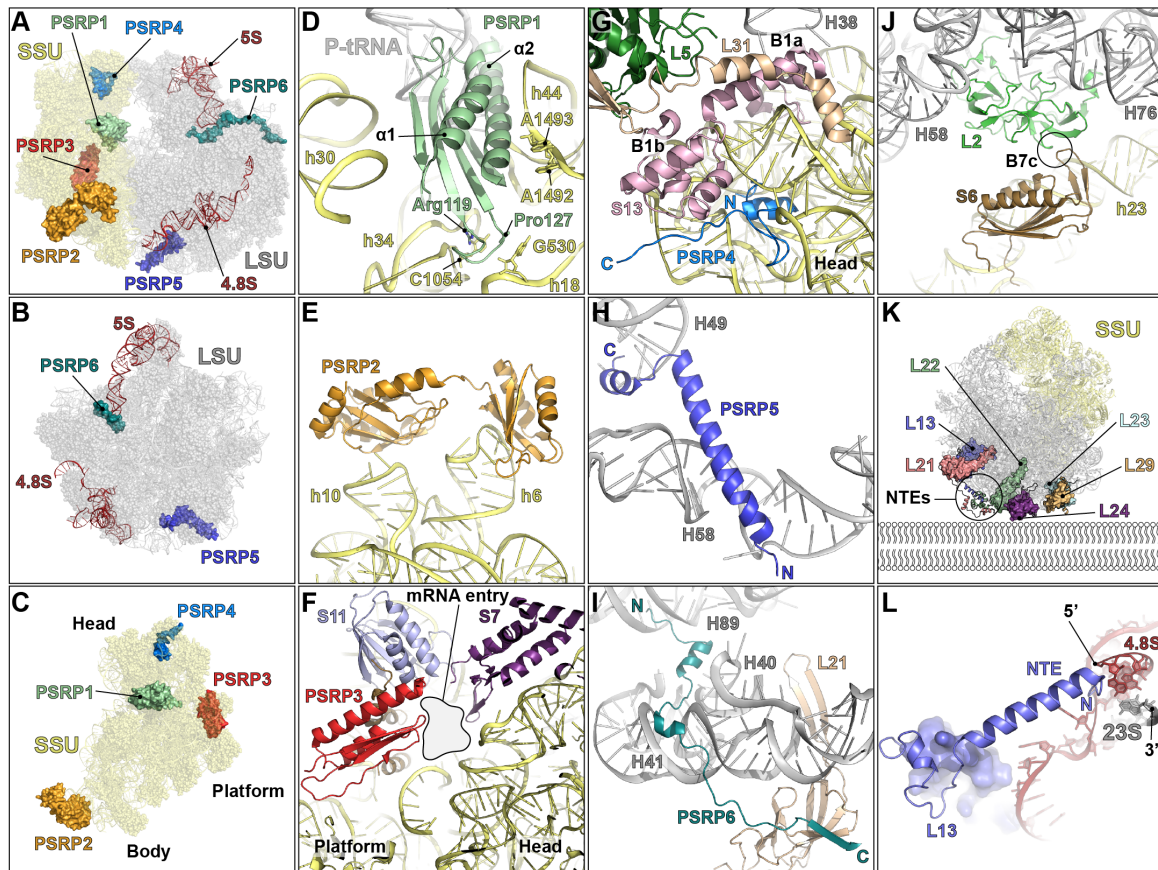 A
PSRP1
PSRP4
SSU
5S
PSRP6
PSRP3
PSRP2
PSRP5
4.8S
LSU
B
5S
LSU
PSRP6
4.8S
PSRP5
C
Head
PSRP4
PSRP1
PSRP3
SSU
Platform
PSRP2
Body
D
PSRP1
P-tRNA
α2
h44
A1493
α1
h30
A1492
Arg119
Pro127
h34
G530
C1054
h18
E
PSRP2
h10
h6
F
mRNA entry
S11
S7
PSRP3
Platform
Head
G
H38
L5
L31
B1a
B1b
S13
N
C
PSRP4
Head
H
H49
C
PSRP5
H58
N
I
N
H89
H40
L21
H41
PSRP6
C
J
H58
H76
L2
B7c
S6
h23
K
SSU
L22
L13
L23
L21
L29
NTEs
L24
L
5’
4.8S
NTE
N
23S
3’
L13